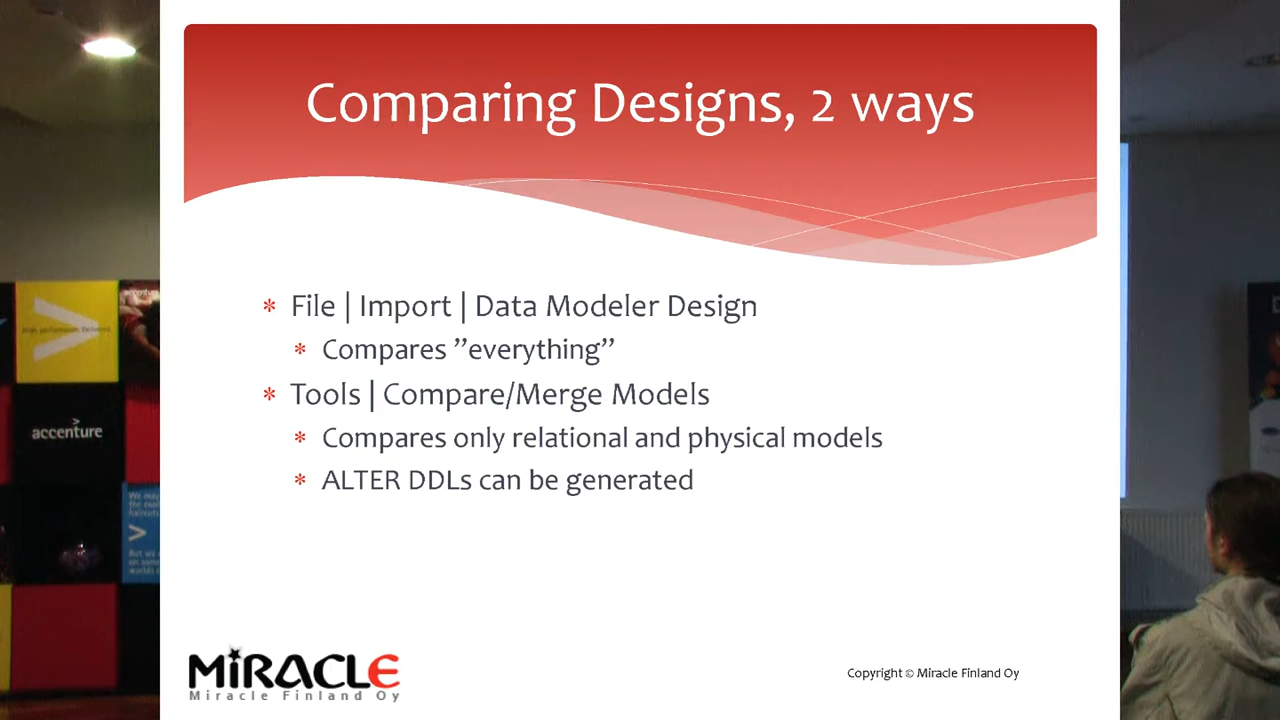 Comparing Designs, 2 ways
* File | Import | Data Modeler Design
* Compares ”everything”
* Tools | Compare/Merge Models
* Compares only relational and physical models
* ALTER DDLs can be generated
MIRACLE
Miracle Finland Oy
Copyright © Miracle Finland Oy
accenture
accenture